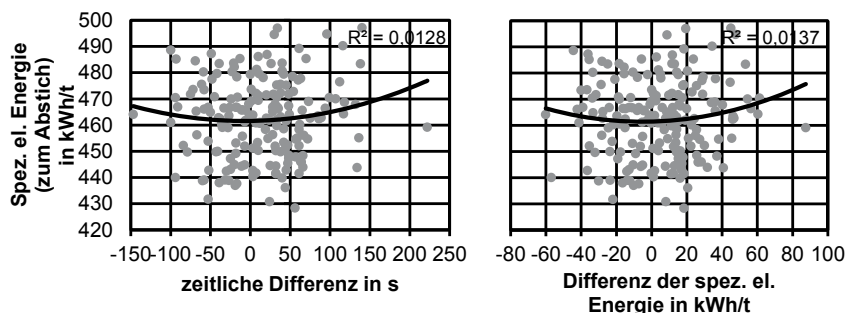 Spez. el. Energie
(zum Abstich)
in kWh/t
500
490
480
470
460
450
440
430
420
R² = 0,0128
-150-100 -50 0 50 100 150 200 250
zeitliche Differenz in s
R² = 0,0137
-80 -60 -40 -20 0 20 40 60 80 100
Differenz der spez. el.
Energie in kWh/t